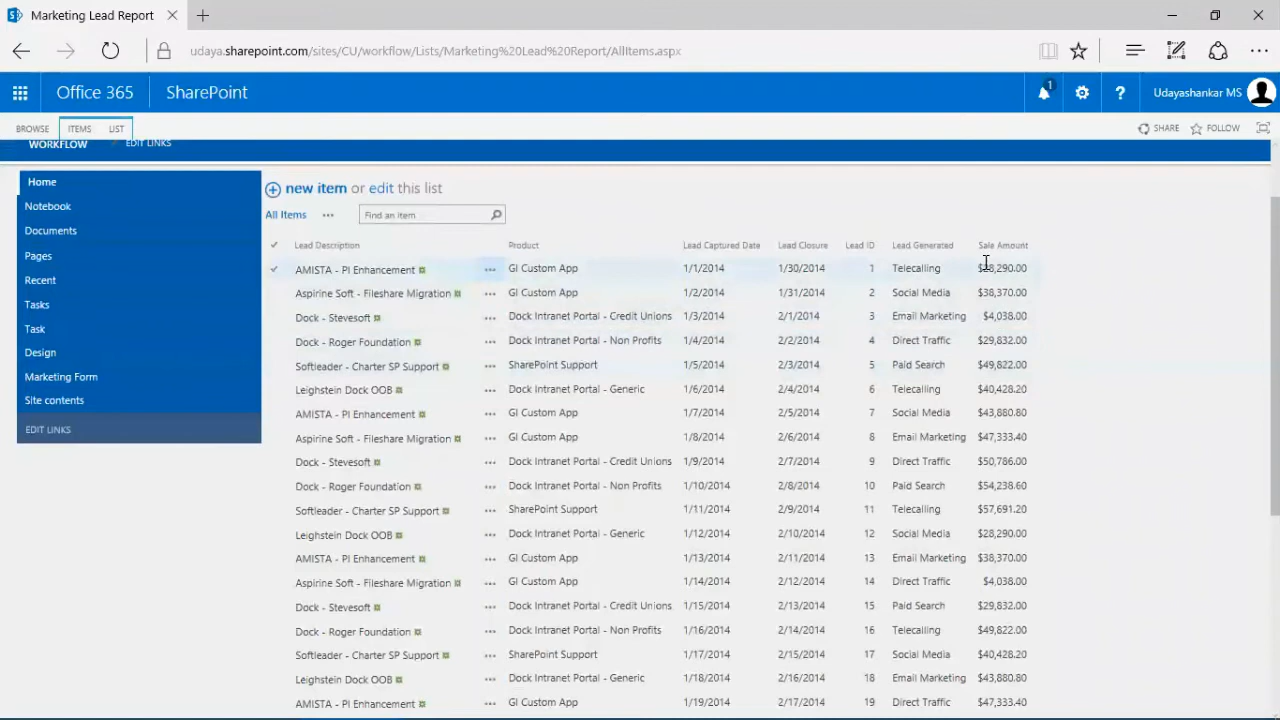 Marketing Lead Report
udaya.sharepoint.com/sites/CU/workflow/Lists/Marketing%20Lead%20Report/AllItems.aspx
Office 365 SharePoint 1 ? Udayashankar MS
BROWSE ITEMS LIST SHARE FOLLOW
WORKFLOW EDIT LINKS
Home
Notebook
Documents
Pages
Recent
Tasks
Task
Design
Marketing Form
Site contents
EDIT LINKS
new item or edit this list
All Items ... Find an item
Lead Description Product Lead Captured Date Lead Closure Lead ID Lead Generated Sale Amount
AMISTA - PI Enhancement ... GI Custom App 1/1/2014 1/30/2014 1 Telecalling $28,290.00
Aspirine Soft - Fileshare Migration ... GI Custom App 1/2/2014 1/31/2014 2 Social Media $38,370.00
Dock - Stevesoft ... Dock Intranet Portal - Credit Unions 1/3/2014 2/1/2014 3 Email Marketing $4,038.00
Dock - Roger Foundation ... Dock Intranet Portal - Non Profits 1/4/2014 2/2/2014 4 Direct Traffic $29,832.00
Softleader - Charter SP Support ... SharePoint Support 1/5/2014 2/3/2014 5 Paid Search $49,822.00
Leighstein Dock OOB ... Dock Intranet Portal - Generic 1/6/2014 2/4/2014 6 Telecalling $40,428.20
AMISTA - PI Enhancement ... GI Custom App 1/7/2014 2/5/2014 7 Social Media $43,880.80
Aspirine Soft - Fileshare Migration ... GI Custom App 1/8/2014 2/6/2014 8 Email Marketing $47,333.40
Dock - Stevesoft ... Dock Intranet Portal - Credit Unions 1/9/2014 2/7/2014 9 Direct Traffic $50,786.00
Dock - Roger Foundation ... Dock Intranet Portal - Non Profits 1/10/2014 2/8/2014 10 Paid Search $54,238.60
Softleader - Charter SP Support ... SharePoint Support 1/11/2014 2/9/2014 11 Telecalling $57,691.20
Leighstein Dock OOB ... Dock Intranet Portal - Generic 1/12/2014 2/10/2014 12 Social Media $28,290.00
AMISTA - PI Enhancement ... GI Custom App 1/13/2014 2/11/2014 13 Email Marketing $38,370.00
Aspirine Soft - Fileshare Migration ... GI Custom App 1/14/2014 2/12/2014 14 Direct Traffic $4,038.00
Dock - Stevesoft ... Dock Intranet Portal - Credit Unions 1/15/2014 2/13/2014 15 Paid Search $29,832.00
Dock - Roger Foundation ... Dock Intranet Portal - Non Profits 1/16/2014 2/14/2014 16 Telecalling $49,822.00
Softleader - Charter SP Support ... SharePoint Support 1/17/2014 2/15/2014 17 Social Media $40,428.20
Leighstein Dock OOB ... Dock Intranet Portal - Generic 1/18/2014 2/16/2014 18 Email Marketing $43,880.80
AMISTA - PI Enhancement ... GI Custom App 1/19/2014 2/17/2014 19 Direct Traffic $47,333.40